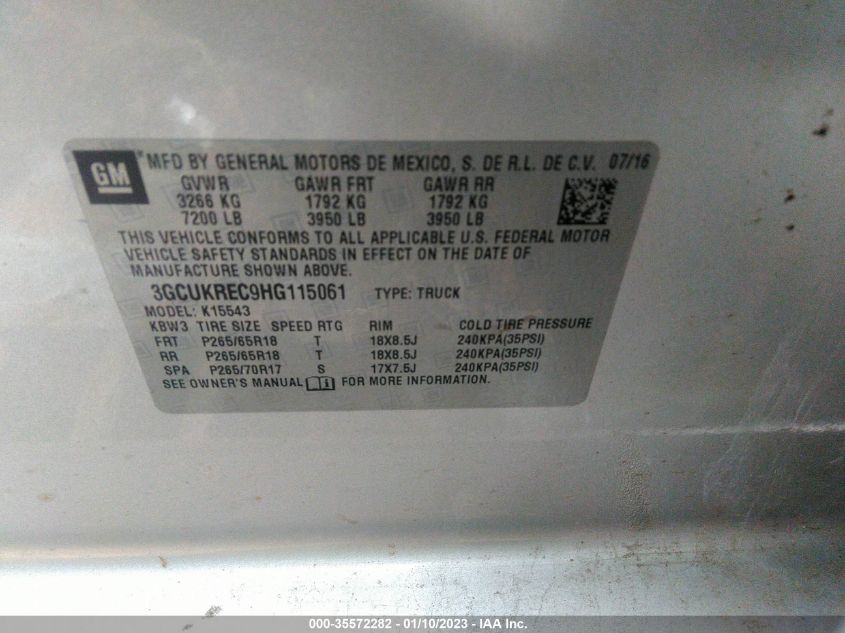 GM
MFD BY GENERAL MOTORS DE MEXICO, S. DE R.L. DE C.V. 07/16
GVWR GAWR FRT GAWR RR
3266 KG 1792 KG 1792 KG
7200 LB 3950 LB 3950 LB
THIS VEHICLE CONFORMS TO ALL APPLICABLE U.S. FEDERAL MOTOR
VEHICLE SAFETY STANDARDS IN EFFECT ON THE DATE OF
MANUFACTURE SHOWN ABOVE.
3GCUKREC9HG115061 TYPE: TRUCK
MODEL: K15543
KBW3 TIRE SIZE SPEED RTG RIM COLD TIRE PRESSURE
FRT P265/65R18 T 18X8.5J 240KPA(35PSI)
RR P265/65R18 T 18X8.5J 240KPA(35PSI)
SPA P265/70R17 S 17X7.5J 240KPA(35PSI)
SEE OWNER'S MANUAL FOR MORE INFORMATION.
000-35572282 - 01/10/2023 - IAA Inc.